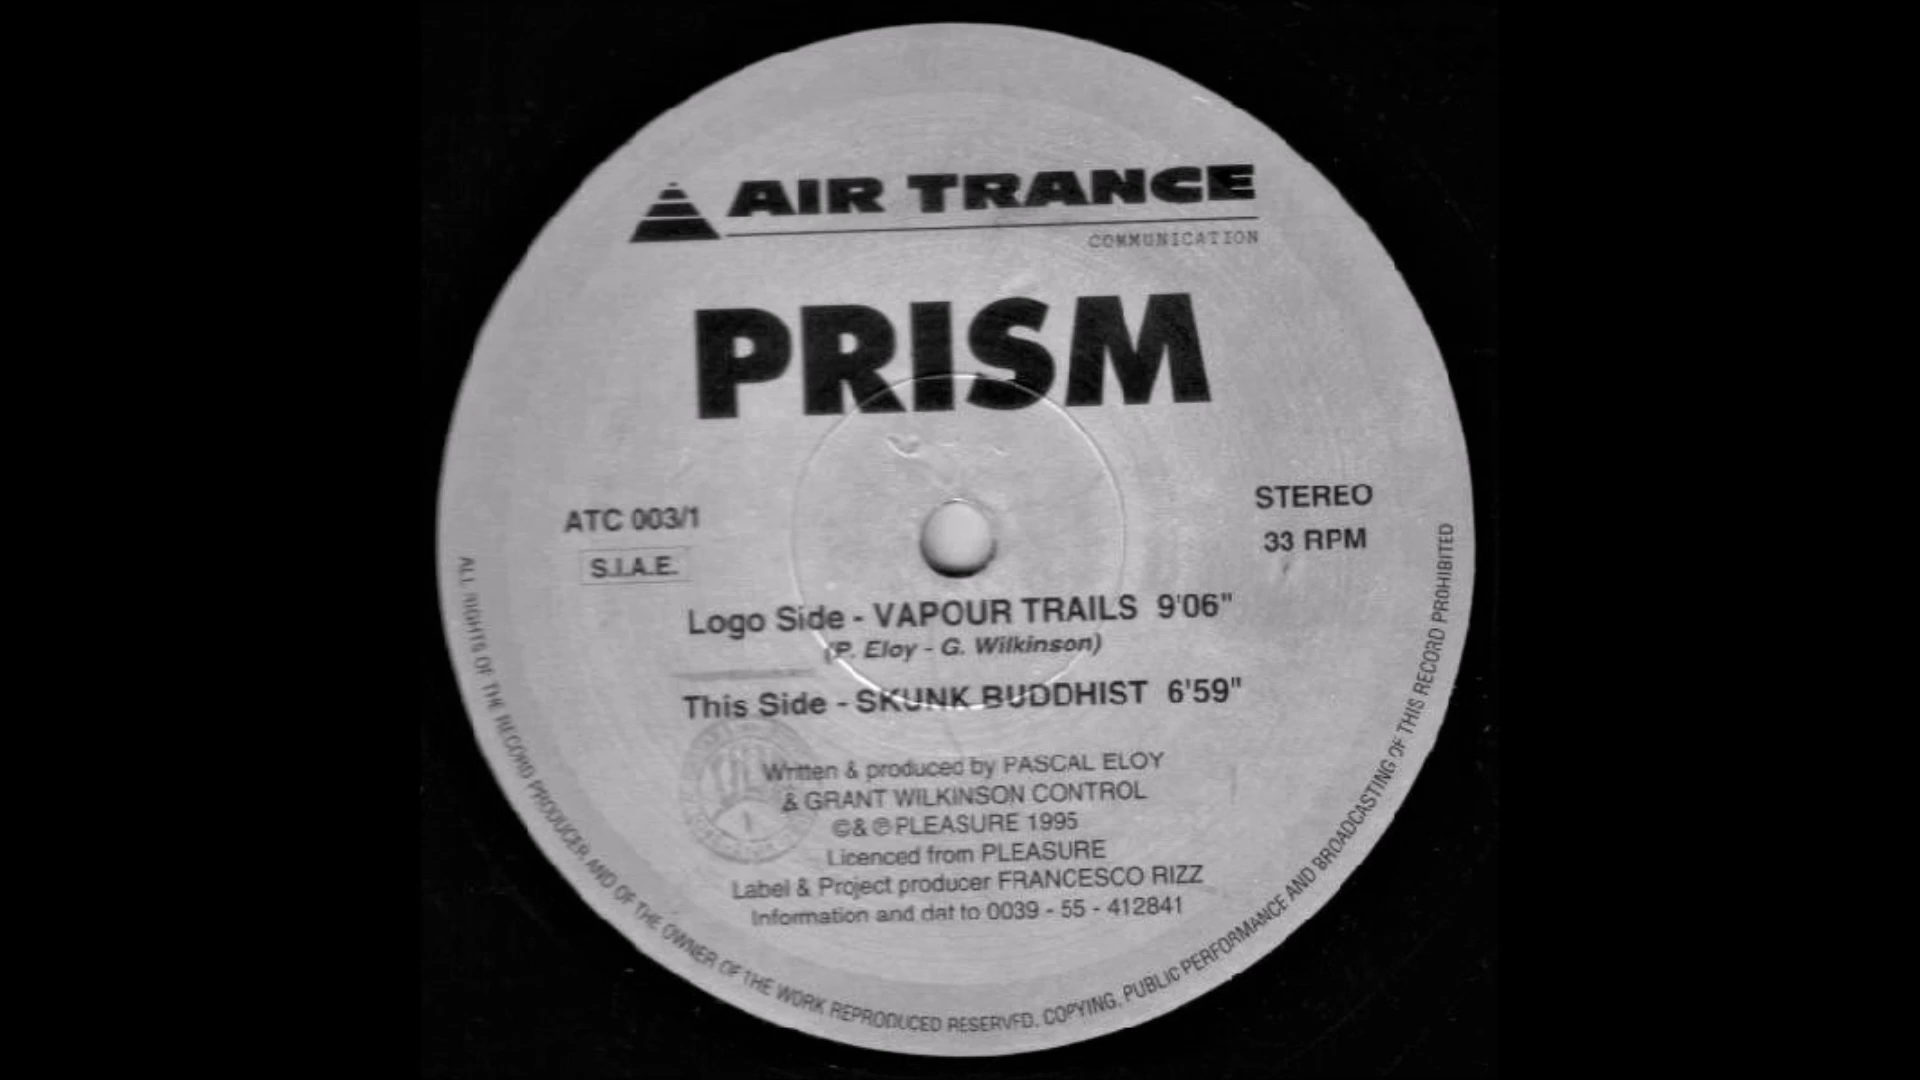 AIR TRANCE
COMMUNICATION
PRISM
ATC 003/1
S.I.A.E.
STEREO
33 RPM
Logo Side - VAPOUR TRAILS 9'06"
(P. Eloy - G. Wilkinson)
This Side - SKUNK BUDDHIST 6'59"
Written & produced by PASCAL ELOY
& GRANT WILKINSON CONTROL
©& ℗ PLEASURE 1995
Licenced from PLEASURE
Label & Project producer FRANCESCO RIZZ
Information and dat to 0039 - 55 - 412841
ALL RIGHTS OF THE RECORD PRODUCER AND OF THE OWNER OF THE WORK REPRODUCED RESERVED. COPYING, PUBLIC PERFORMANCE AND BROADCASTING OF THIS RECORD PROHIBITED